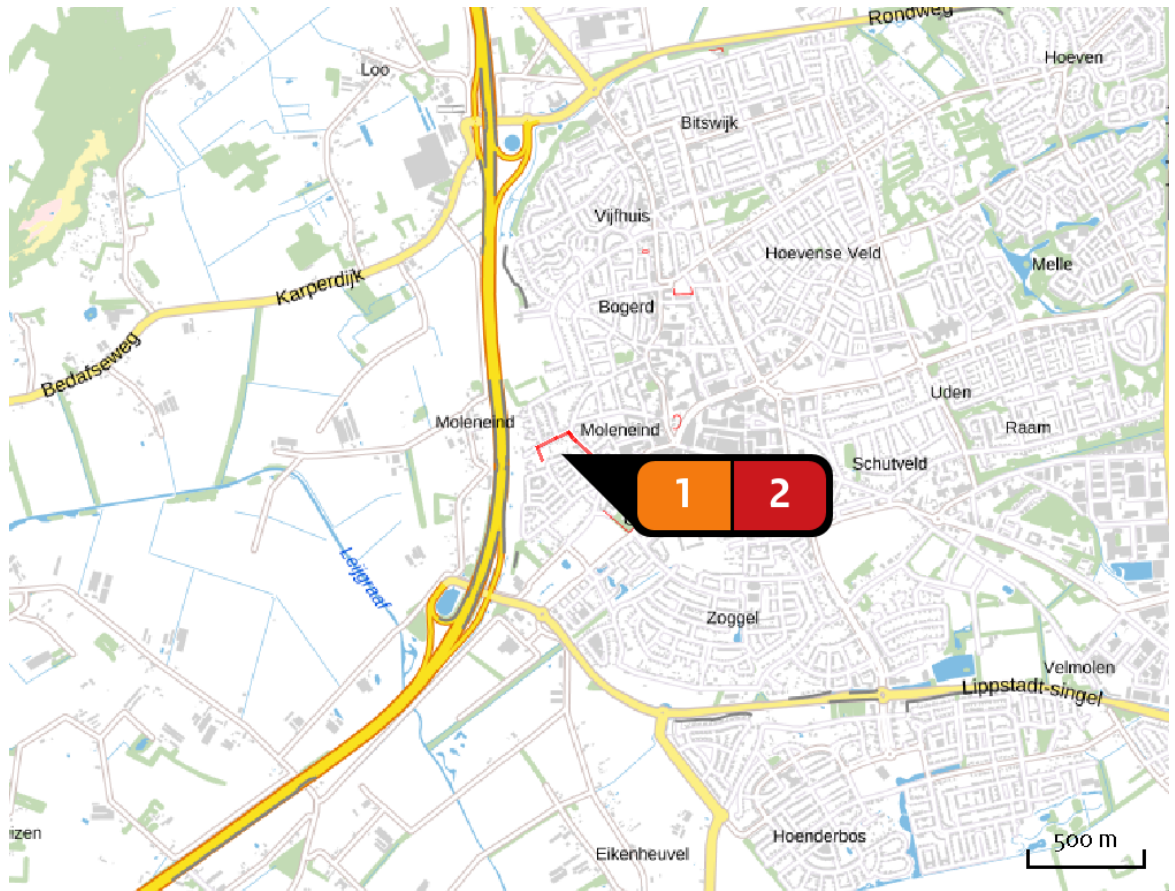 Rondweg
Hoeven
Loo
Bitswijk
Vijfhuis
Hoevense Veld
Melle
Karperdijk
Bogerd
Bedafseweg
Uden
Moleneind
Moleneind
Raam
Schutveld
1
2
Leijgraaf
Zoggel
Velmolen
Lippstadt-singel
Hoenderbos
500 m
izen
Eikenheuvel